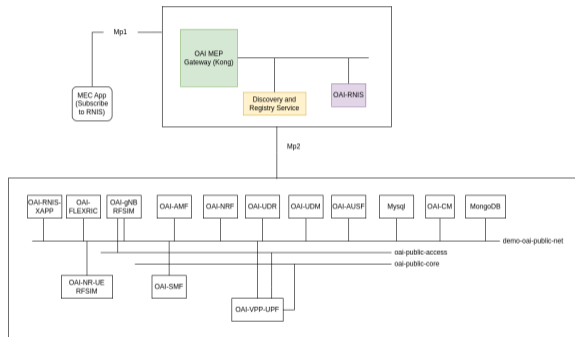 Mp1
OAI MEP
Gateway (Kong)
MEC App
(Subscribe
to RNIS)
Discovery and
Registry Service
OAI-RNIS
Mp2
OAI-RNIS-
XAPP
OAI-
FLEXRIC
OAI-gNB
RFSIM
OAI-AMF
OAI-NRF
OAI-UDR
OAI-UDM
OAI-AUSF
Mysql
OAI-CM
MongoDB
demo-oai-public-net
oai-public-access
oai-public-core
OAI-NR-UE
RFSIM
OAI-SMF
OAI-VPP-UPF